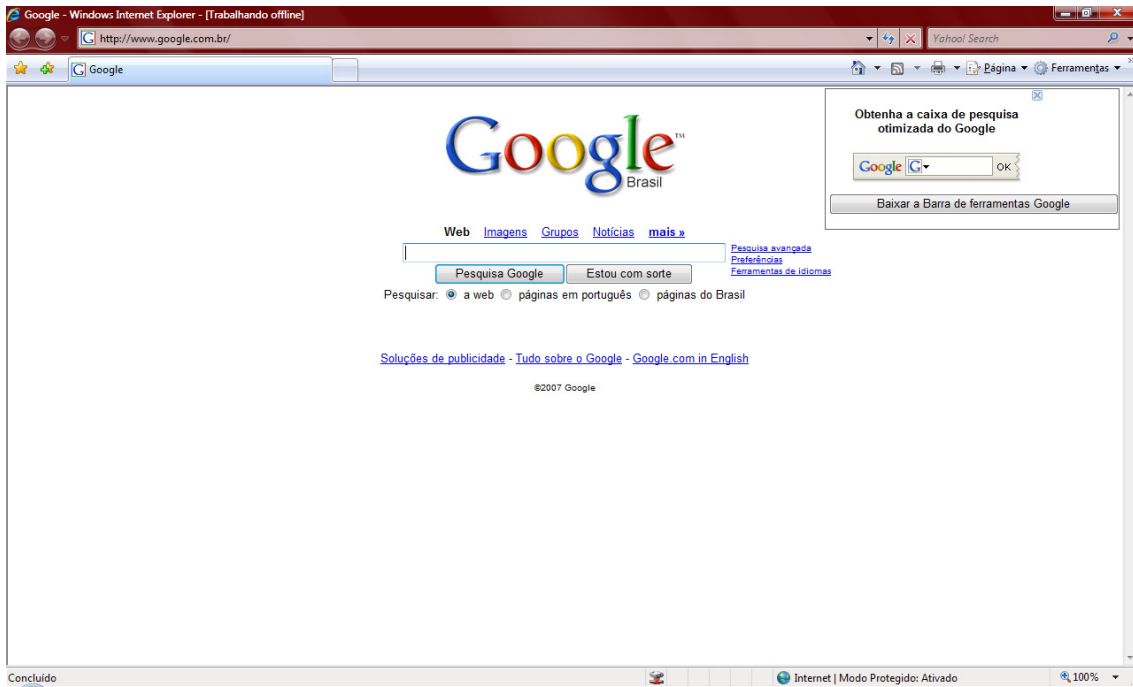 Google - Windows Internet Explorer - [Trabalhando offline]
http://www.google.com.br/
Yahoo! Search
Google
Página
Ferramentas
Obtenha a caixa de pesquisa
otimizada do Google
Google G OK
Baixar a Barra de ferramentas Google
Google™
Brasil
Web Imagens Grupos Notícias mais »
Pesquisa avançada
Preferências
Ferramentas de idiomas
Pesquisa Google Estou com sorte
Pesquisar: a web páginas em português páginas do Brasil
Soluções de publicidade - Tudo sobre o Google - Google.com in English
©2007 Google
Concluído
Internet | Modo Protegido: Ativado
100%